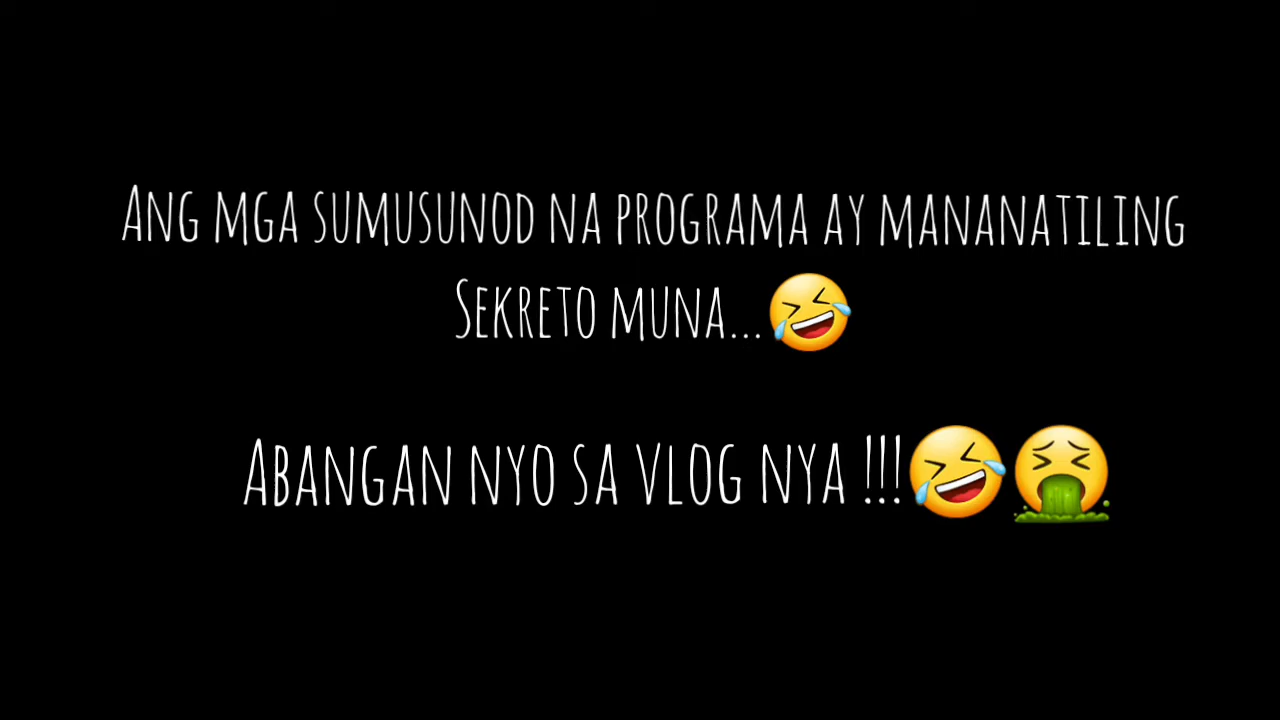 Ang mga sumusunod na programa ay mananatiling
Sekreto muna...🤣
Abangan nyo sa vlog nya !!!🤣🤮